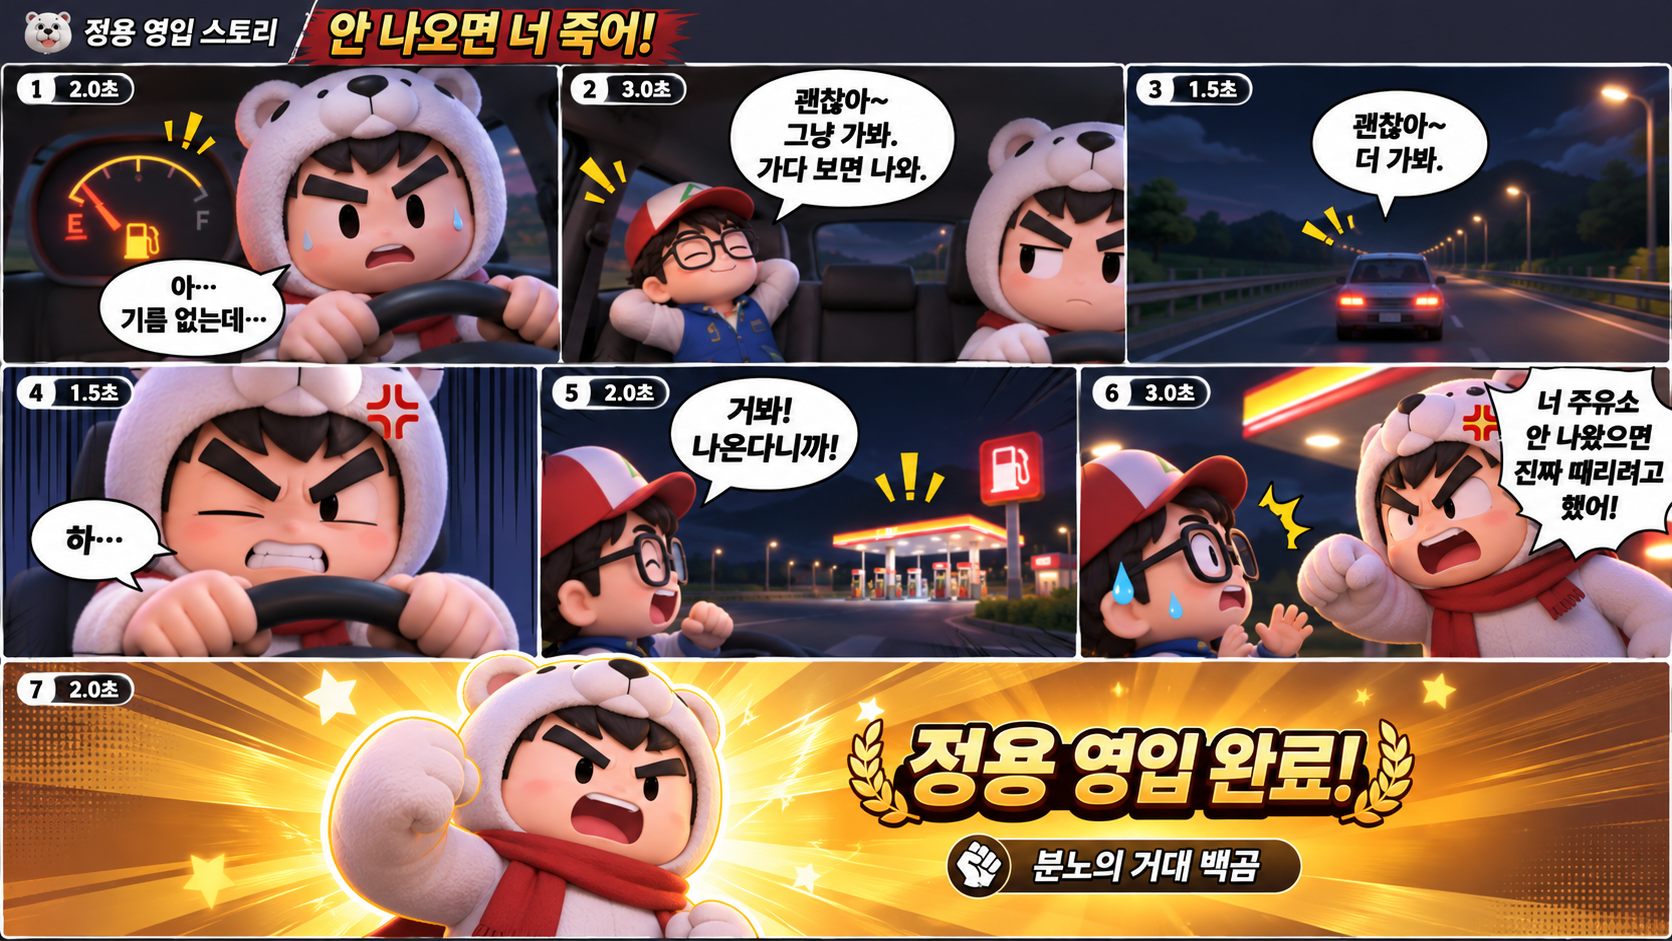 정용 영입 스토리
안 나오면 너 죽어!
1 2.0초
E F
아…
기름 없는데…
2 3.0초
괜찮아~
그냥 가봐.
가다 보면 나와.
3 1.5초
괜찮아~
더 가봐.
4 1.5초
하…
5 2.0초
거봐!
나온다니까!
6 3.0초
너 주유소
안 나왔으면
진짜 때리려고
했어!
7 2.0초
정용 영입 완료!
분노의 거대 백곰